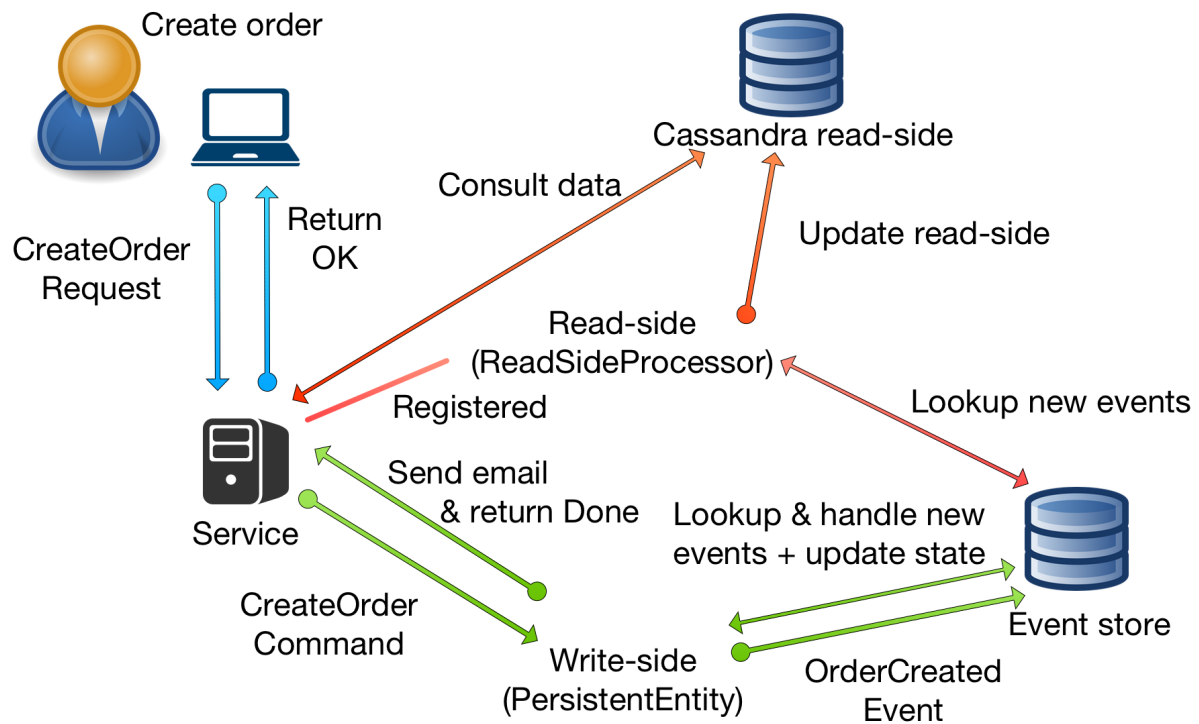 Create order
Cassandra read-side
Consult data
Return
OK
CreateOrder
Request
Update read-side
Read-side
(ReadSideProcessor)
Registered
Lookup new events
Send email
& return Done
Service
Lookup & handle new
events + update state
CreateOrder
Command
Event store
Write-side
(PersistentEntity)
OrderCreated
Event